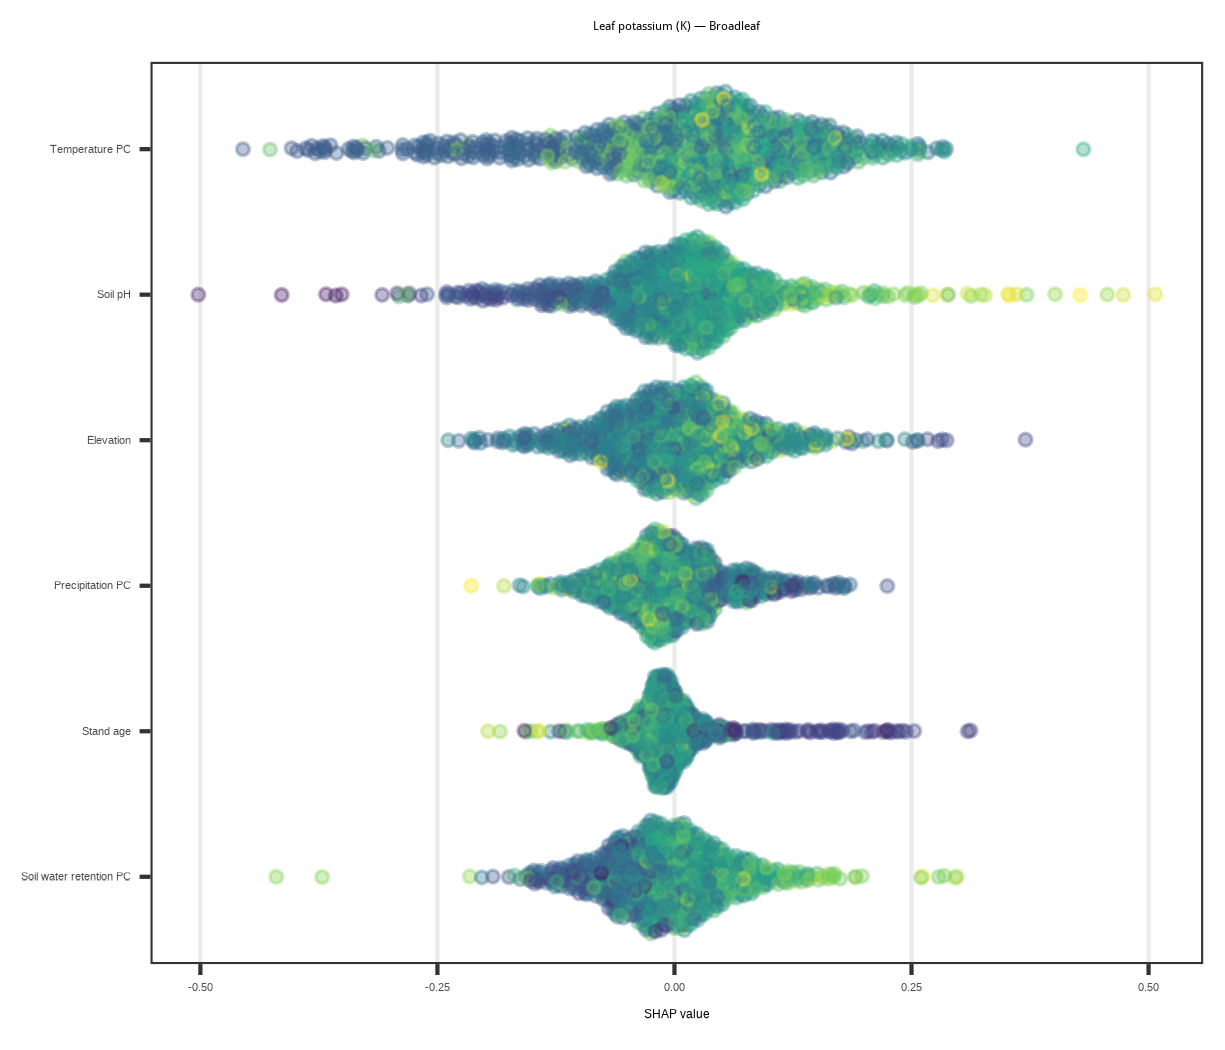 Leaf potassium (K) — Broadleaf
Temperature PC
Soil pH
Elevation
Precipitation PC
Stand age
Soil water retention PC
-0.50 -0.25 0.00 0.25 0.50
SHAP value